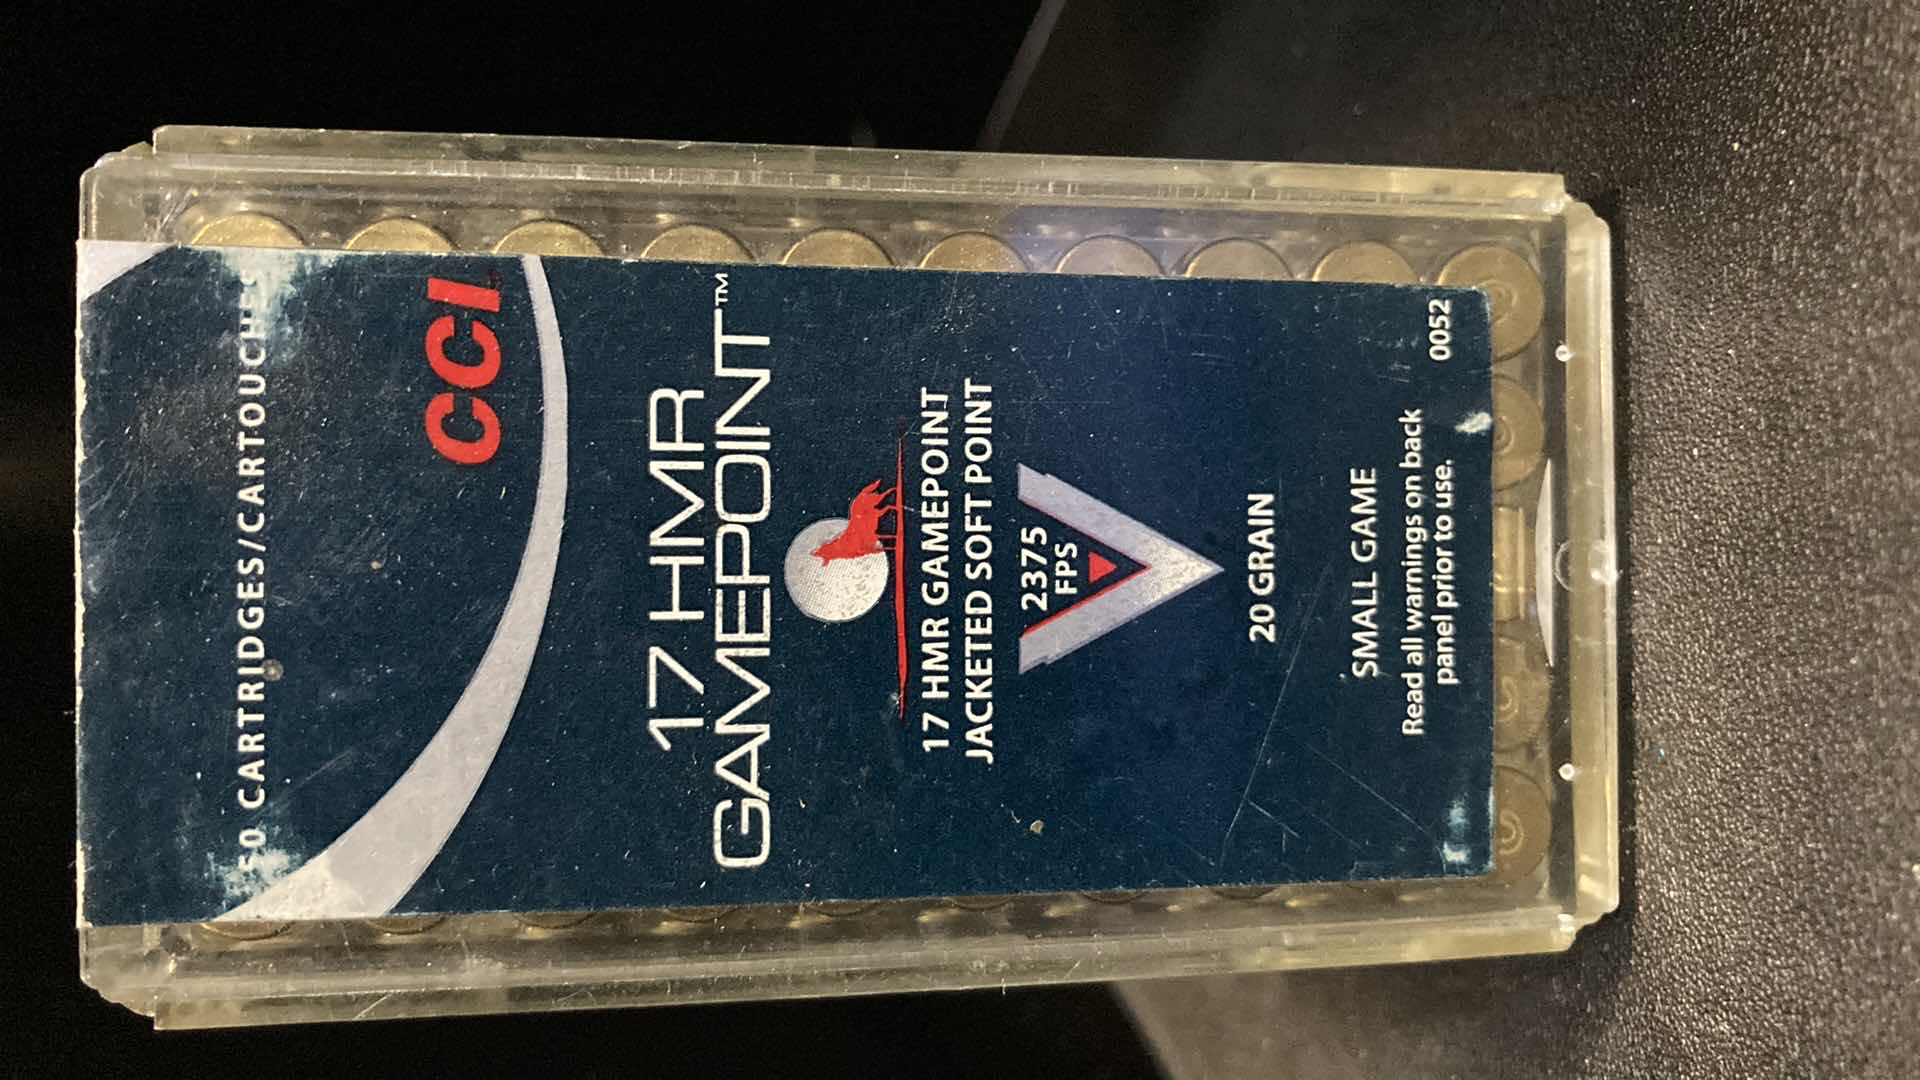 50 CARTRIDGES/CARTOUCHES
CCI
17 HMR
GAMEPOINT™
17 HMR GAMEPOINT
JACKETED SOFT POINT
2375
FPS
20 GRAIN
SMALL GAME
Read all warnings on back
panel prior to use.
0052